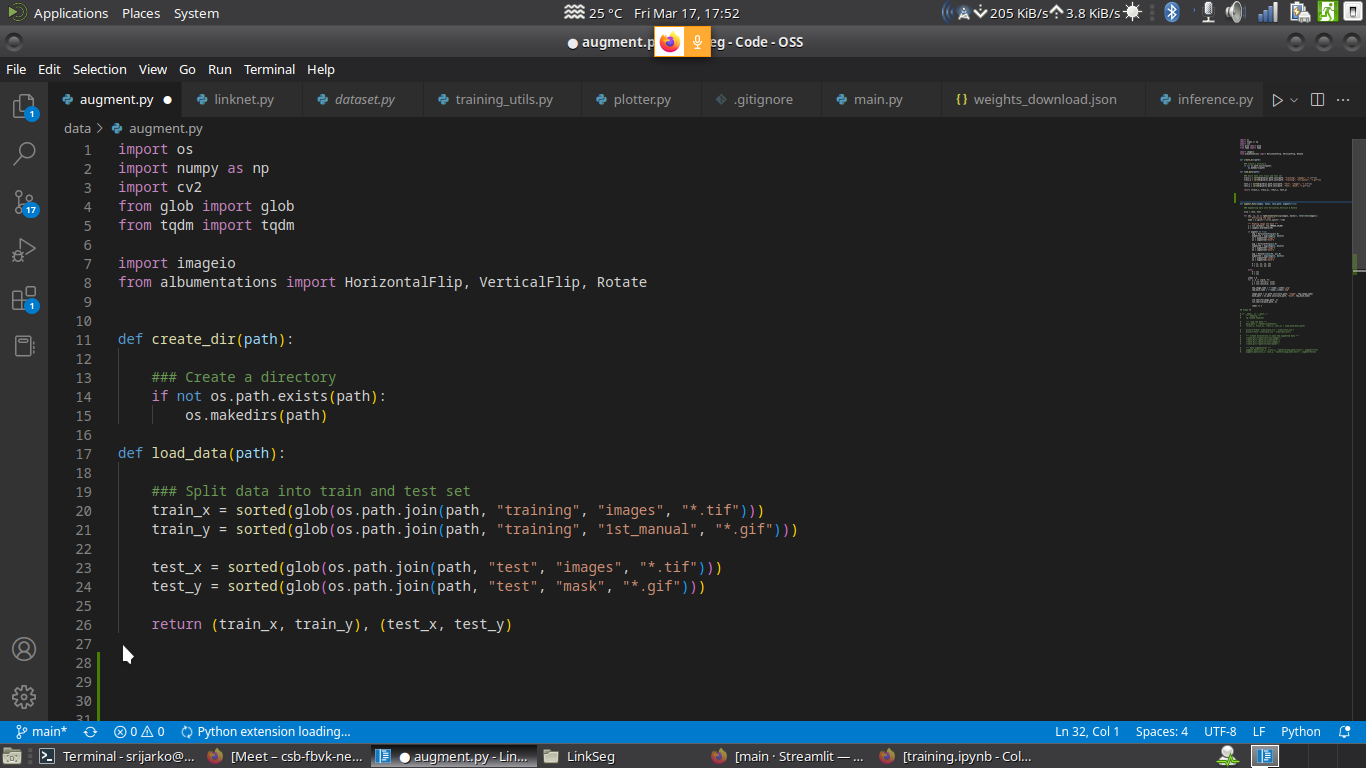 Applications Places System 25 °C Fri Mar 17, 17:52 205 KiB/s 3.8 KiB/s
● augment.p eg - Code - OSS
File Edit Selection View Go Run Terminal Help
augment.py ● linknet.py dataset.py training_utils.py plotter.py .gitignore main.py {} weights_download.json inference.py ···
data > augment.py
1 import os
2 import numpy as np
3 import cv2
4 from glob import glob
5 from tqdm import tqdm
6
7 import imageio
8 from albumentations import HorizontalFlip, VerticalFlip, Rotate
9
10
11 def create_dir(path):
12
13 ### Create a directory
14 if not os.path.exists(path):
15 os.makedirs(path)
16
17 def load_data(path):
18
19 ### Split data into train and test set
20 train_x = sorted(glob(os.path.join(path, "training", "images", "*.tif")))
21 train_y = sorted(glob(os.path.join(path, "training", "1st_manual", "*.gif")))
22
23 test_x = sorted(glob(os.path.join(path, "test", "images", "*.tif")))
24 test_y = sorted(glob(os.path.join(path, "test", "mask", "*.gif")))
25
26 return (train_x, train_y), (test_x, test_y)
27
28
29
30
31
1
17
1
main* 0 0 Python extension loading... Ln 32, Col 1 Spaces: 4 UTF-8 LF Python
Terminal - srijarko@... [Meet – csb-fbvk-ne... ● augment.py - Lin... LinkSeg [main · Streamlit — ... [training.ipynb - Col...